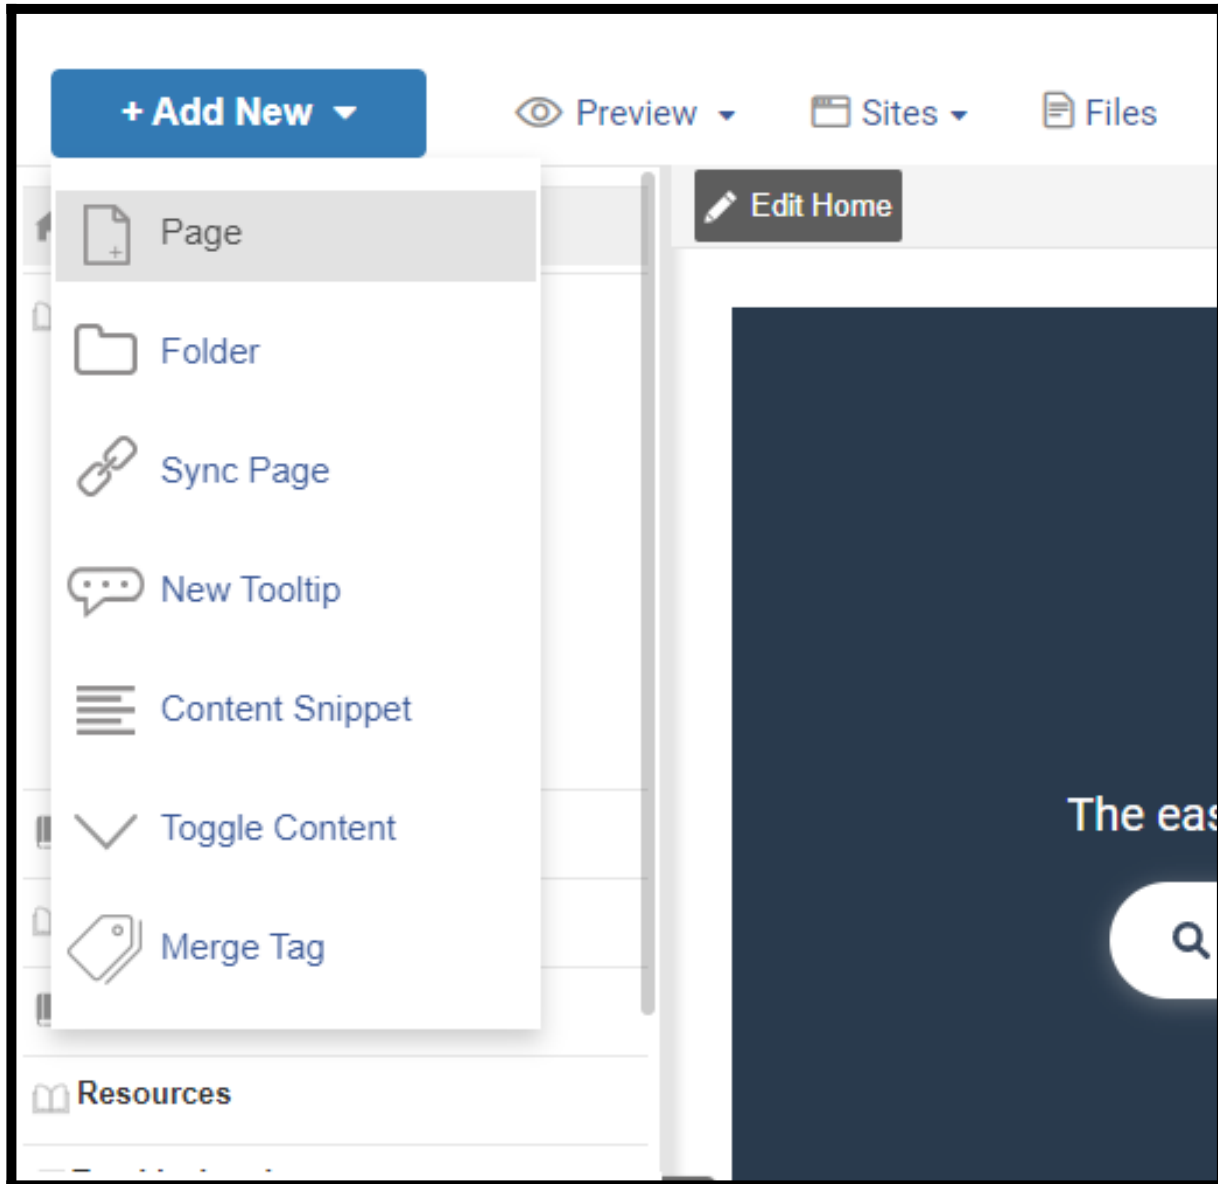 + Add New
Preview
Sites
Files
Page
Folder
Sync Page
New Tooltip
Content Snippet
Toggle Content
Merge Tag
Resources
Edit Home
The